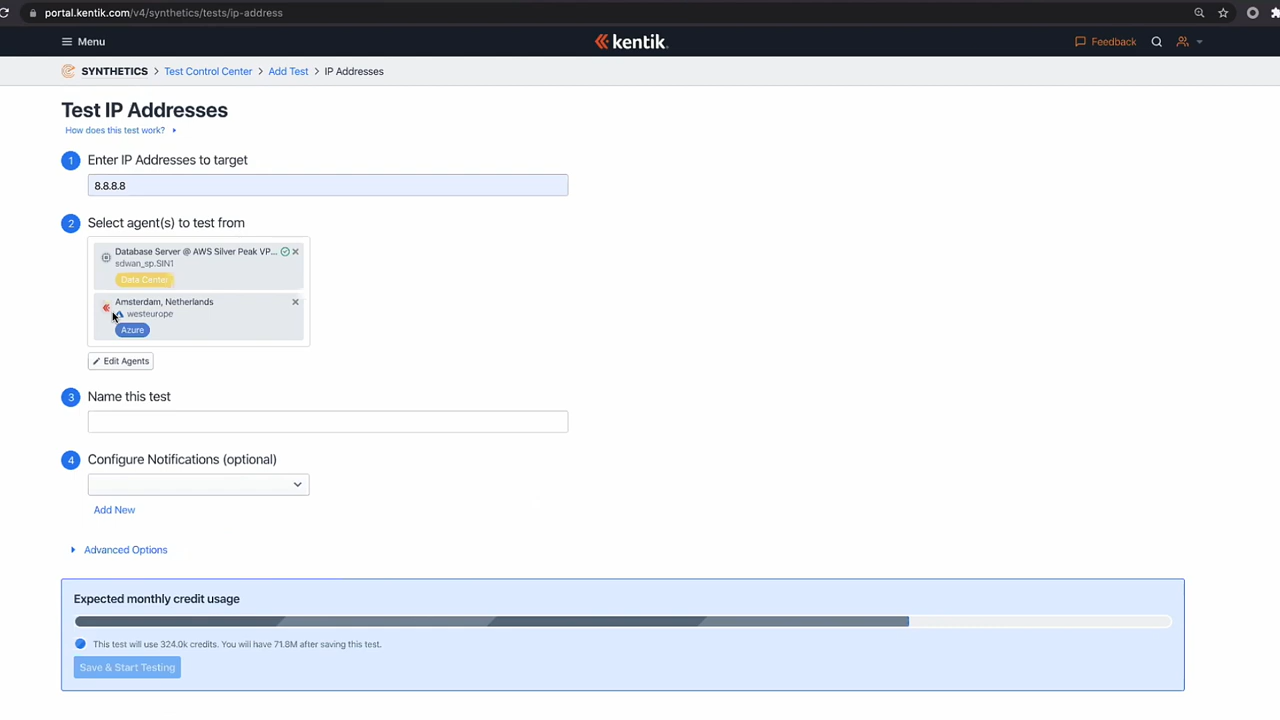 portal.kentik.com/v4/synthetics/tests/ip-address
Menu
kentik.
Feedback
SYNTHETICS > Test Control Center > Add Test > IP Addresses
Test IP Addresses
How does this test work?
1 Enter IP Addresses to target
8.8.8.8
2 Select agent(s) to test from
Database Server @ AWS Silver Peak VP...
sdwan_sp.SIN1
Data Center
Amsterdam, Netherlands
westeurope
Azure
Edit Agents
3 Name this test
4 Configure Notifications (optional)
Add New
Advanced Options
Expected monthly credit usage
This test will use 324.0k credits. You will have 71.8M after saving this test.
Save & Start Testing